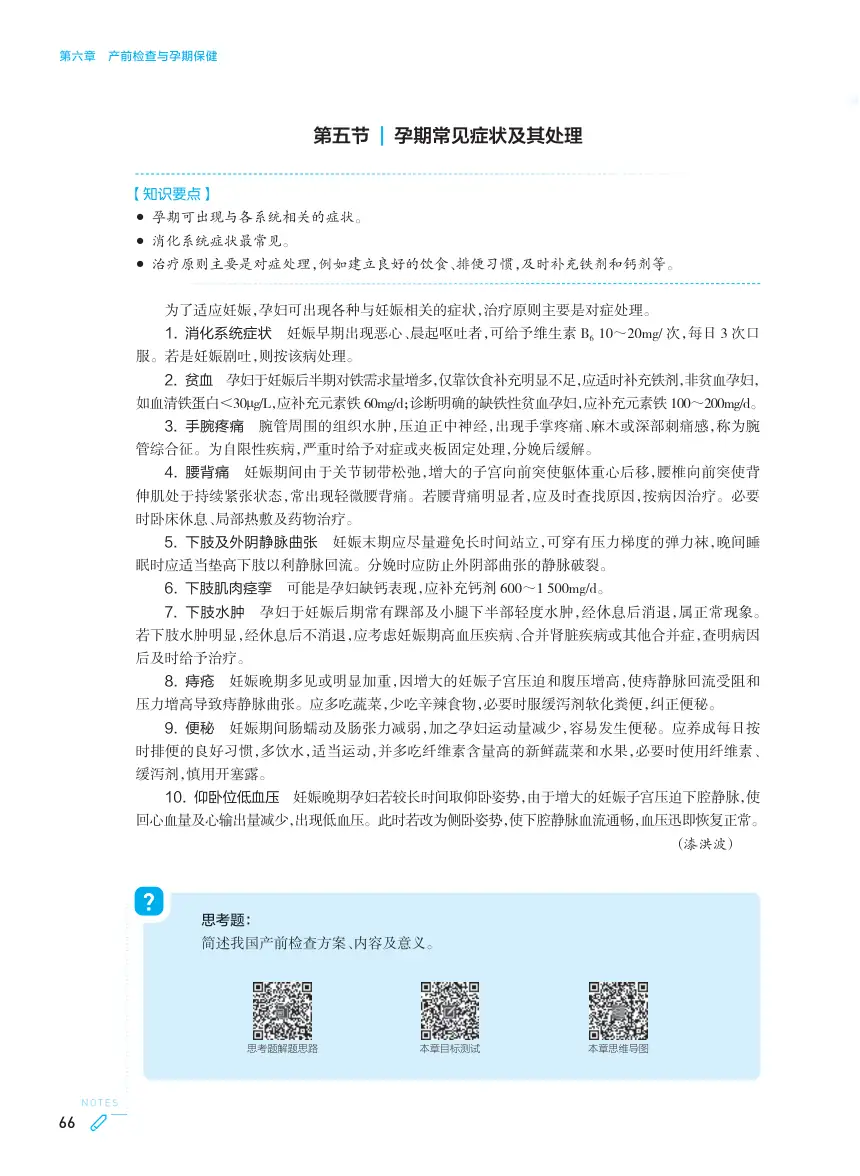 第六章 产前检查与孕期保健
第五节 | 孕期常见症状及其处理
【知识要点】
● 孕期可出现与各系统相关的症状。
● 消化系统症状最常见。
● 治疗原则主要是对症处理,例如建立良好的饮食、排便习惯,及时补充铁剂和钙剂等。
为了适应妊娠,孕妇可出现各种与妊娠相关的症状,治疗原则主要是对症处理。
1. 消化系统症状 妊娠早期出现恶心、晨起呕吐者,可给予维生素 B₆ 10～20mg/ 次,每日 3 次口
服。若是妊娠剧吐,则按该病处理。
2. 贫血 孕妇于妊娠后半期对铁需求量增多,仅靠饮食补充明显不足,应适时补充铁剂,非贫血孕妇,
如血清铁蛋白<30μg/L,应补充元素铁 60mg/d;诊断明确的缺铁性贫血孕妇,应补充元素铁 100～200mg/d。
3. 手腕疼痛 腕管周围的组织水肿,压迫正中神经,出现手掌疼痛、麻木或深部刺痛感,称为腕
管综合征。为自限性疾病,严重时给予对症或夹板固定处理,分娩后缓解。
4. 腰背痛 妊娠期间由于关节韧带松弛,增大的子宫向前突使躯体重心后移,腰椎向前突使背
伸肌处于持续紧张状态,常出现轻微腰背痛。若腰背痛明显者,应及时查找原因,按病因治疗。必要
时卧床休息、局部热敷及药物治疗。
5. 下肢及外阴静脉曲张 妊娠末期应尽量避免长时间站立,可穿有压力梯度的弹力袜,晚间睡
眠时应适当垫高下肢以利静脉回流。分娩时应防止外阴部曲张的静脉破裂。
6. 下肢肌肉痉挛 可能是孕妇缺钙表现,应补充钙剂 600～1 500mg/d。
7. 下肢水肿 孕妇于妊娠后期常有踝部及小腿下半部轻度水肿,经休息后消退,属正常现象。
若下肢水肿明显,经休息后不消退,应考虑妊娠期高血压疾病、合并肾脏疾病或其他合并症,查明病因
后及时给予治疗。
8. 痔疮 妊娠晚期多见或明显加重,因增大的妊娠子宫压迫和腹压增高,使痔静脉回流受阻和
压力增高导致痔静脉曲张。应多吃蔬菜,少吃辛辣食物,必要时服缓泻剂软化粪便,纠正便秘。
9. 便秘 妊娠期间肠蠕动及肠张力减弱,加之孕妇运动量减少,容易发生便秘。应养成每日按
时排便的良好习惯,多饮水,适当运动,并多吃纤维素含量高的新鲜蔬菜和水果,必要时使用纤维素、
缓泻剂,慎用开塞露。
10. 仰卧位低血压 妊娠晚期孕妇若较长时间取仰卧姿势,由于增大的妊娠子宫压迫下腔静脉,使
回心血量及心输出量减少,出现低血压。此时若改为侧卧姿势,使下腔静脉血流通畅,血压迅即恢复正常。
(漆洪波)
?
思考题:
简述我国产前检查方案、内容及意义。
思考题解题思路
本章目标测试
本章思维导图
NOTES
66